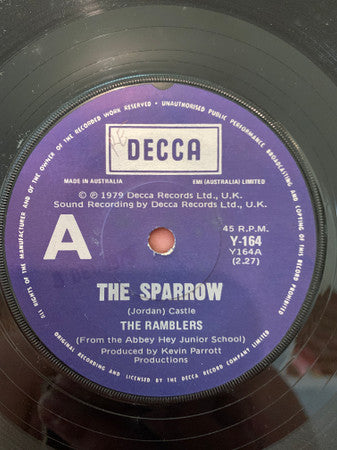 ALL RIGHTS OF THE MANUFACTURER AND OF THE OWNER OF THE RECORDED WORK RESERVED • UNAUTHORISED PUBLIC PERFORMANCE BROADCASTING AND COPYING OF THIS RECORD PROHIBITED
DECCA
MADE IN AUSTRALIA
EMI (AUSTRALIA) LIMITED
© ℗ 1979 Decca Records Ltd., U.K.
Sound Recording by Decca Records Ltd., U.K.
A
45 R.P.M.
Y-164
Y164A
(2.27)
THE SPARROW
(Jordan) Castle
THE RAMBLERS
(From the Abbey Hey Junior School)
Produced by Kevin Parrott
Productions
ORIGINAL RECORDING AND LICENSED BY THE DECCA RECORD COMPANY LIMITED, LONDON